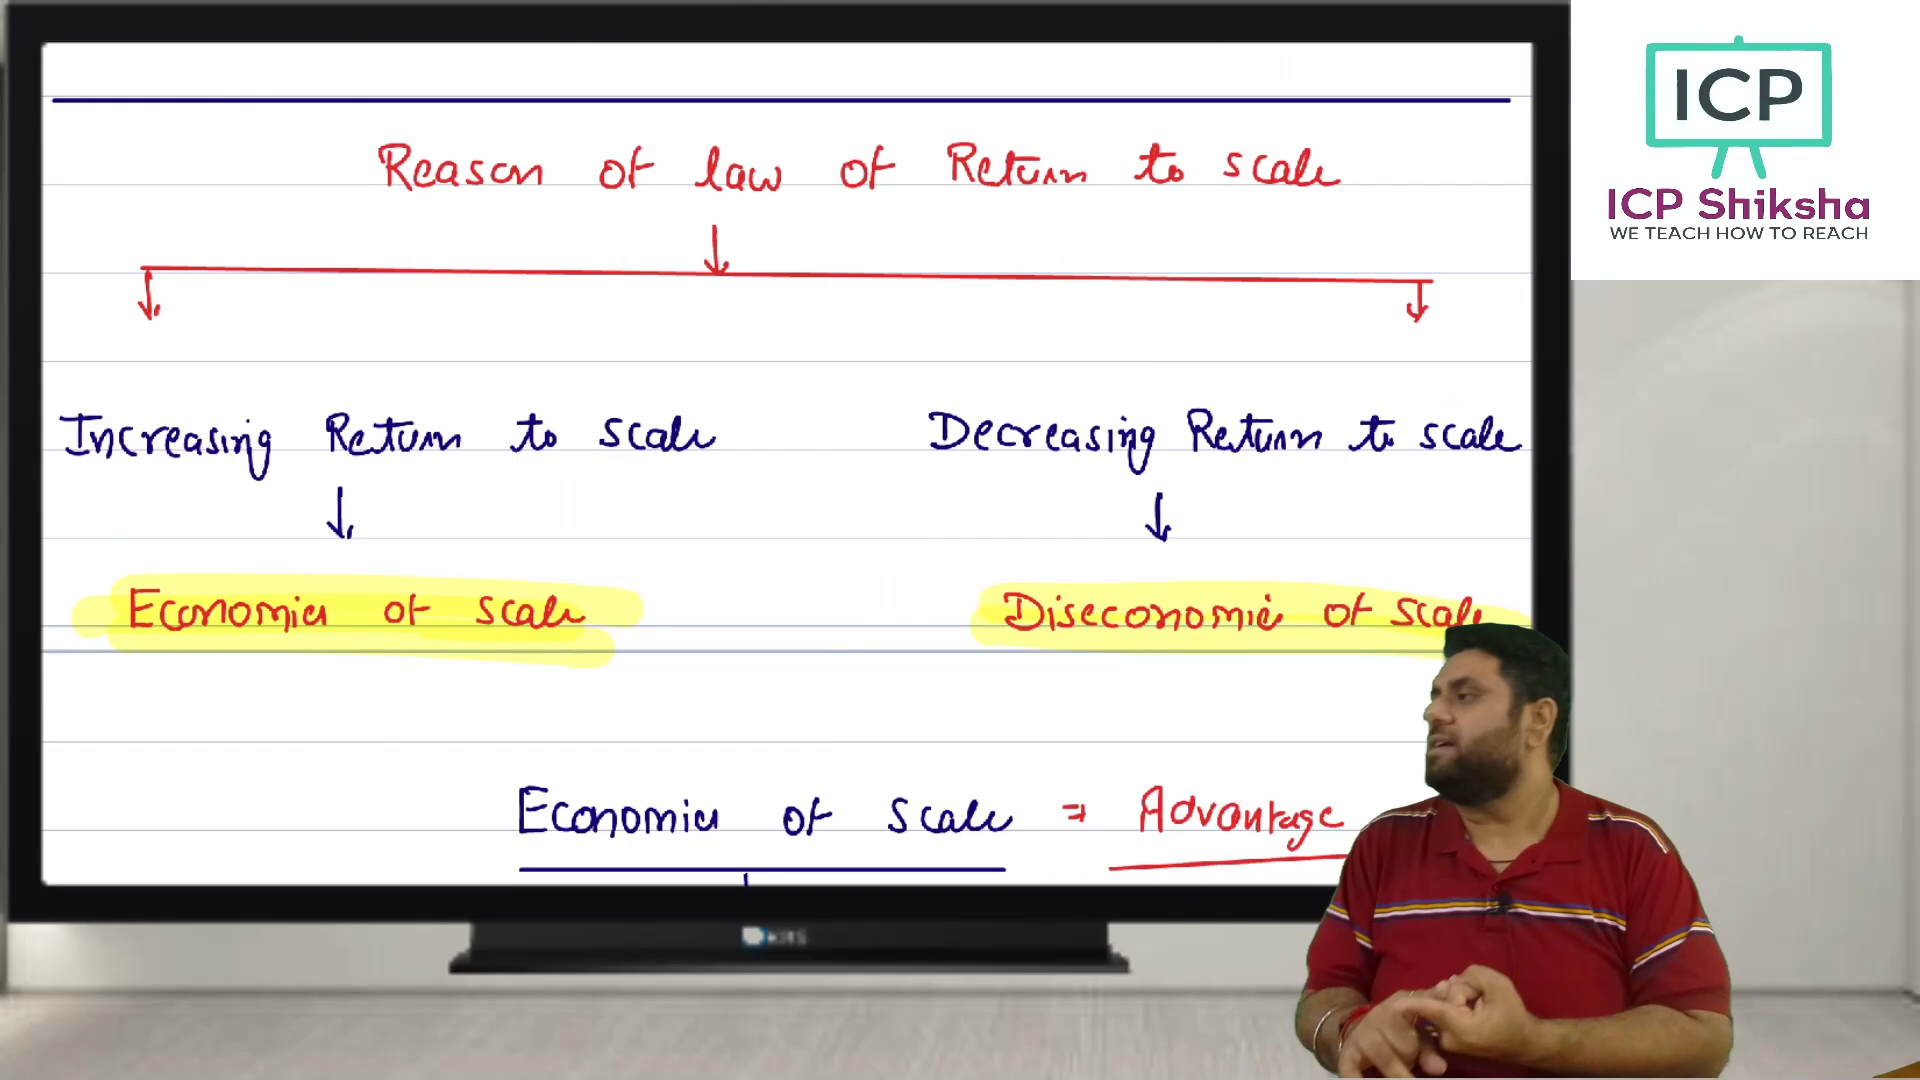 Reason of law of Return to scale
Increasing Return to scale
Decreasing Return to scale
Economies of scale
Diseconomies of scale
Economies of scale = Advantage
ICP
ICP Shiksha
WE TEACH HOW TO REACH